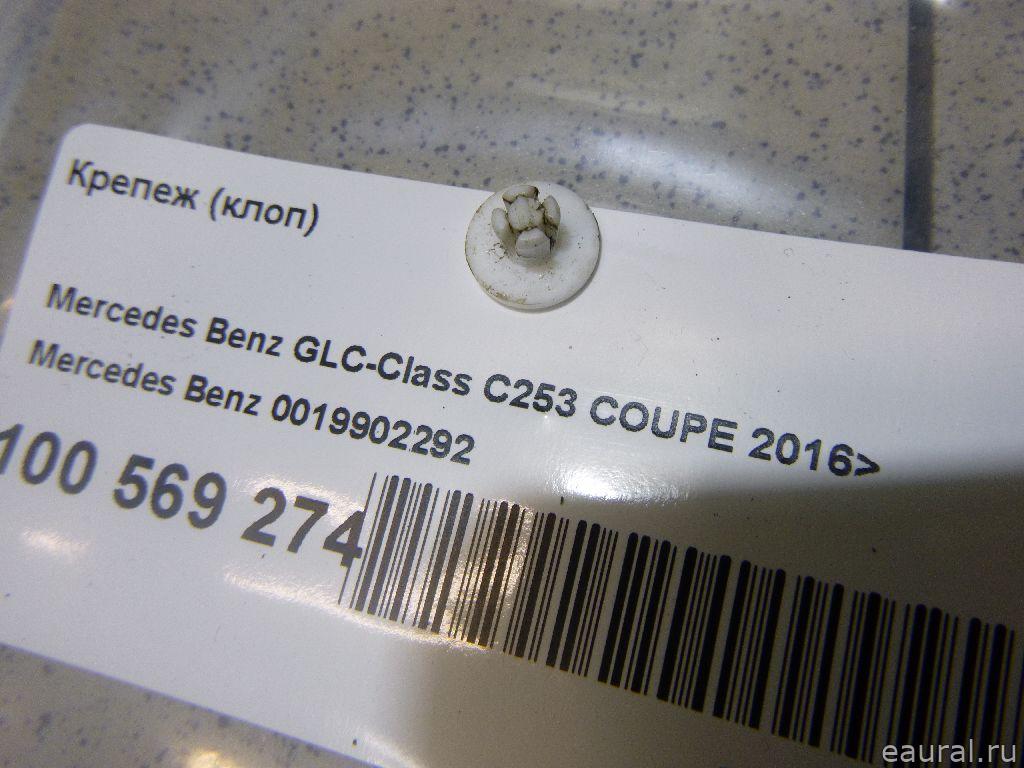 Крепеж (клоп)
Mercedes Benz GLC-Class C253 COUPE 2016>
Mercedes Benz 0019902292
100 569 274
eaural.ru